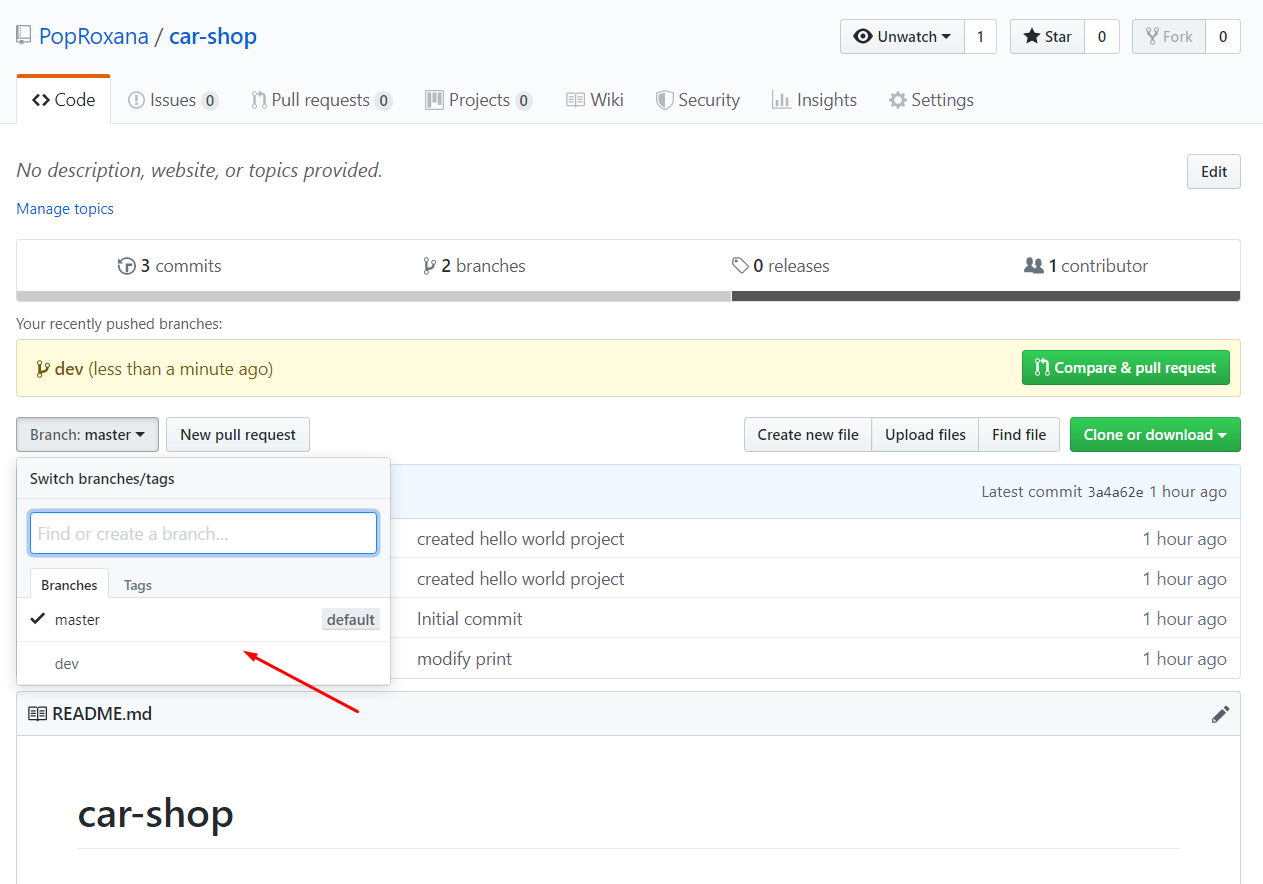 PopRoxana / car-shop
Unwatch 1 Star 0 Fork 0
Code Issues 0 Pull requests 0 Projects 0 Wiki Security Insights Settings
No description, website, or topics provided. Edit
Manage topics
3 commits 2 branches 0 releases 1 contributor
Your recently pushed branches:
dev (less than a minute ago) Compare & pull request
Branch: master New pull request Create new file Upload files Find file Clone or download
Switch branches/tags
Latest commit 3a4a62e 1 hour ago
Find or create a branch...
created hello world project 1 hour ago
Branches Tags
created hello world project 1 hour ago
master default
Initial commit 1 hour ago
dev
modify print 1 hour ago
README.md
car-shop